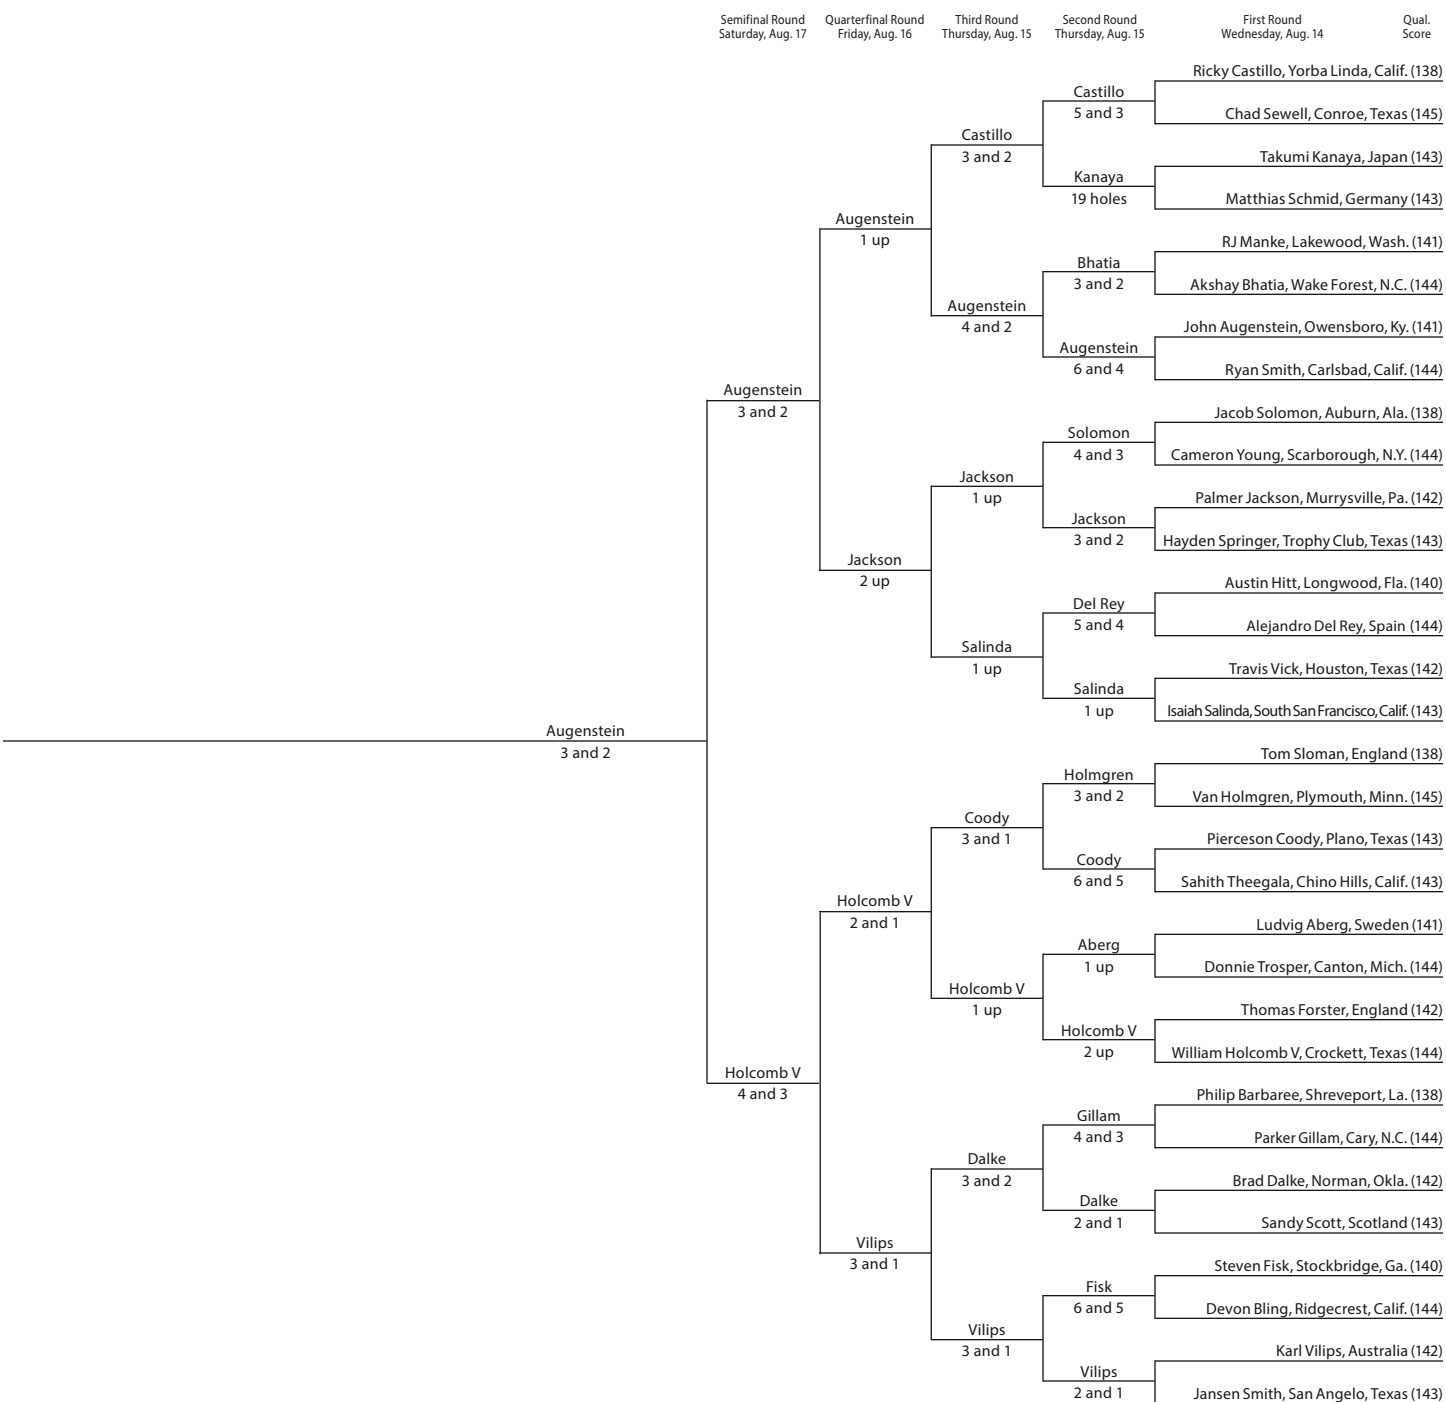 Semifinal Round
Saturday, Aug. 17
Quarterfinal Round
Friday, Aug. 16
Third Round
Thursday, Aug. 15
Second Round
Thursday, Aug. 15
First Round
Wednesday, Aug. 14
Qual.
Score
Ricky Castillo, Yorba Linda, Calif. (138)
Castillo
5 and 3
Chad Sewell, Conroe, Texas (145)
Castillo
3 and 2
Takumi Kanaya, Japan (143)
Kanaya
19 holes
Matthias Schmid, Germany (143)
Augenstein
1 up
RJ Manke, Lakewood, Wash. (141)
Bhatia
3 and 2
Akshay Bhatia, Wake Forest, N.C. (144)
Augenstein
4 and 2
John Augenstein, Owensboro, Ky. (141)
Augenstein
6 and 4
Ryan Smith, Carlsbad, Calif. (144)
Augenstein
3 and 2
Jacob Solomon, Auburn, Ala. (138)
Solomon
4 and 3
Cameron Young, Scarborough, N.Y. (144)
Jackson
1 up
Palmer Jackson, Murrysville, Pa. (142)
Jackson
3 and 2
Hayden Springer, Trophy Club, Texas (143)
Jackson
2 up
Austin Hitt, Longwood, Fla. (140)
Del Rey
5 and 4
Alejandro Del Rey, Spain (144)
Salinda
1 up
Travis Vick, Houston, Texas (142)
Salinda
1 up
Isaiah Salinda, South San Francisco, Calif. (143)
Augenstein
3 and 2
Tom Sloman, England (138)
Holmgren
3 and 2
Van Holmgren, Plymouth, Minn. (145)
Coody
3 and 1
Pierceson Coody, Plano, Texas (143)
Coody
6 and 5
Sahith Theegala, Chino Hills, Calif. (143)
Holcomb V
2 and 1
Ludvig Aberg, Sweden (141)
Aberg
1 up
Donnie Trosper, Canton, Mich. (144)
Holcomb V
1 up
Thomas Forster, England (142)
Holcomb V
2 up
William Holcomb V, Crockett, Texas (144)
Holcomb V
4 and 3
Philip Barbaree, Shreveport, La. (138)
Gillam
4 and 3
Parker Gillam, Cary, N.C. (144)
Dalke
3 and 2
Brad Dalke, Norman, Okla. (142)
Dalke
2 and 1
Sandy Scott, Scotland (143)
Vilips
3 and 1
Steven Fisk, Stockbridge, Ga. (140)
Fisk
6 and 5
Devon Bling, Ridgecrest, Calif. (144)
Vilips
3 and 1
Karl Vilips, Australia (142)
Vilips
2 and 1
Jansen Smith, San Angelo, Texas (143)